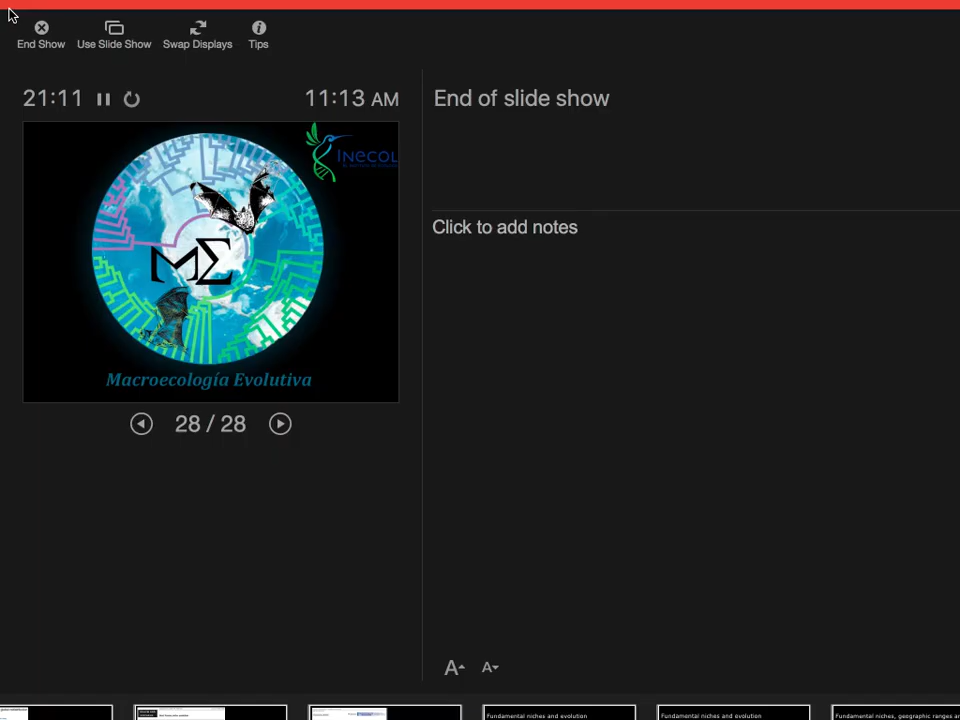 End Show
Use Slide Show
Swap Displays
Tips
21:11
11:13 AM
End of slide show
INECOL
ΜΣ
Macroecología Evolutiva
Click to add notes
28 / 28
A
A
Fundamental niches and evolution
Fundamental niches and evolution
Fundamental niches, geographic ranges a